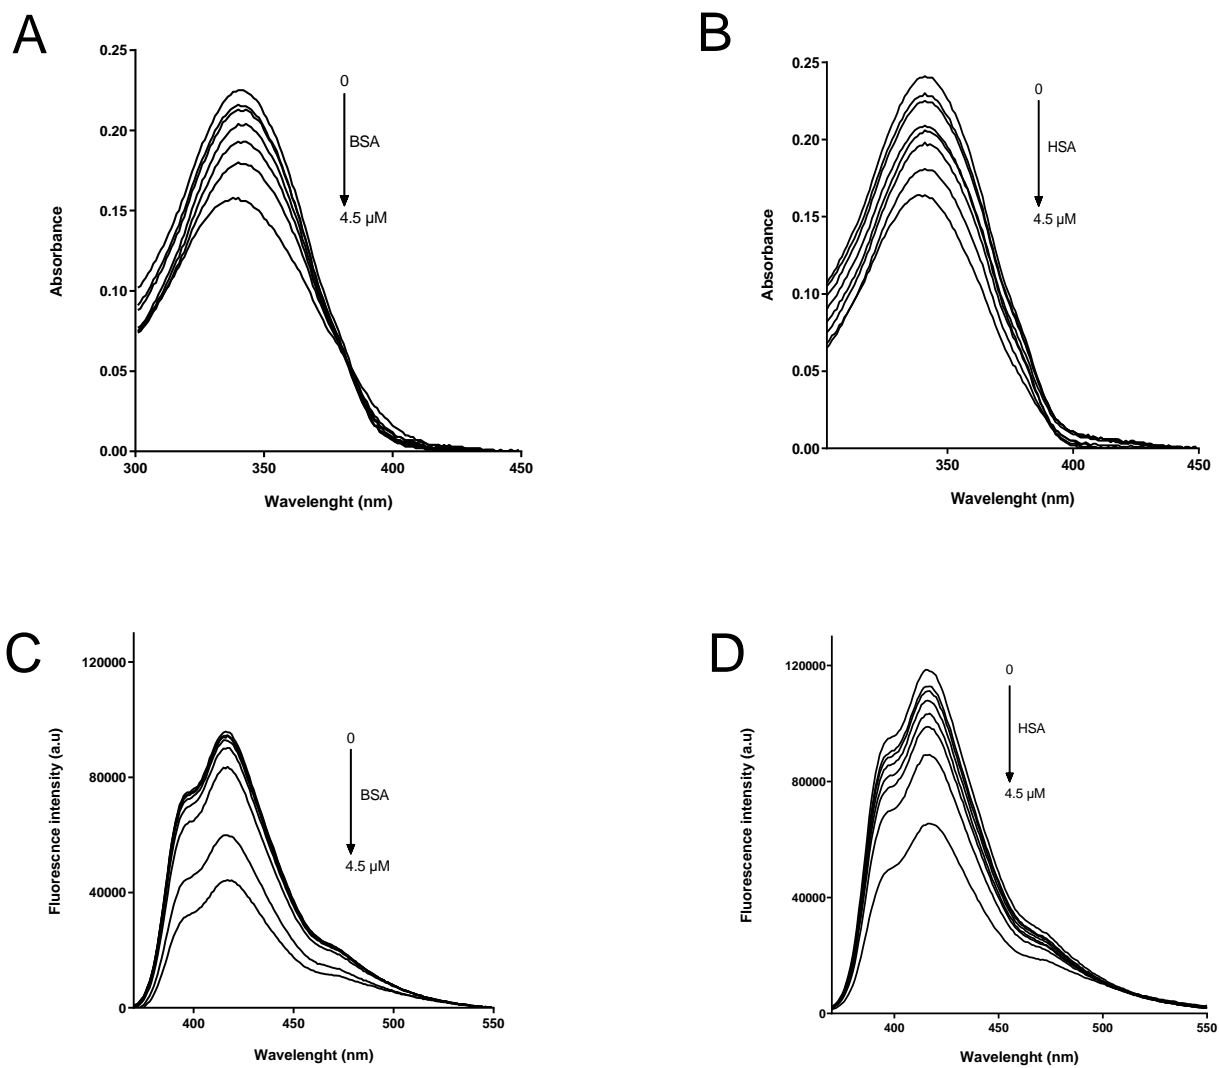 A
0.25
0.20
0.15
0.10
0.05
0.00
300
350
400
450
Absorbance
Wavelenght (nm)
0
BSA
4.5 µM
B
0.25
0.20
0.15
0.10
0.05
0.00
350
400
450
Absorbance
Wavelenght (nm)
0
HSA
4.5 µM
C
120000
80000
40000
0
400
450
500
550
Fluorescnce intensity (a.u)
Wavelenght (nm)
0
BSA
4.5 µM
D
120000
80000
40000
0
400
450
500
550
Fluorescence intensity (a.u)
Wavelenght (nm)
0
HSA
4.5 µM